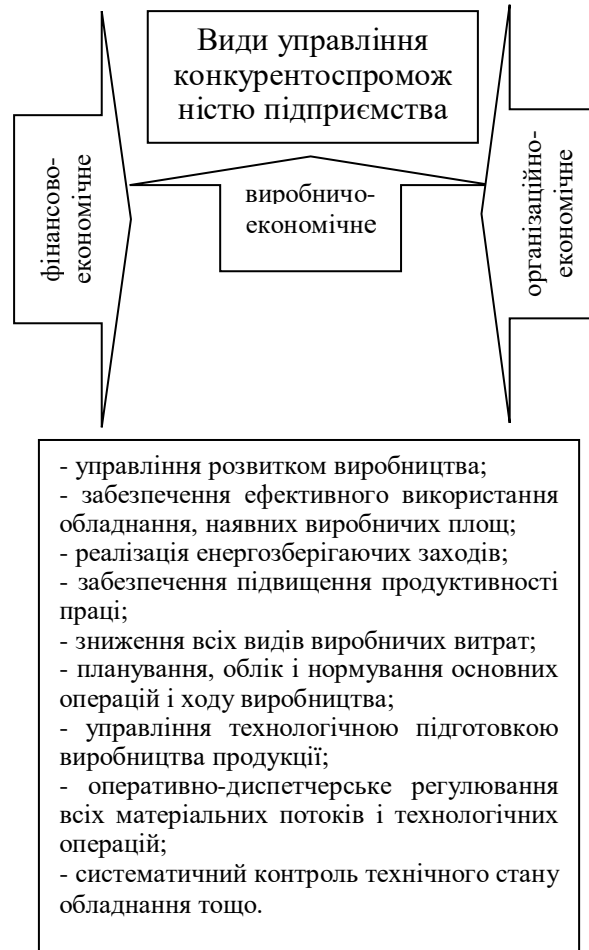 Види управління
конкурентоспромож
ністю підприємства
фінансово-
економічне
виробничо-
економічне
організаційно-
економічне
- управління розвитком виробництва;
- забезпечення ефективного використання
обладнання, наявних виробничих площ;
- реалізація енергозберігаючих заходів;
- забезпечення підвищення продуктивності
праці;
- зниження всіх видів виробничих витрат;
- планування, облік і нормування основних
операцій і ходу виробництва;
- управління технологічною підготовкою
виробництва продукції;
- оперативно-диспетчерське регулювання
всіх матеріальних потоків і технологічних
операцій;
- систематичний контроль технічного стану
обладнання тощо.